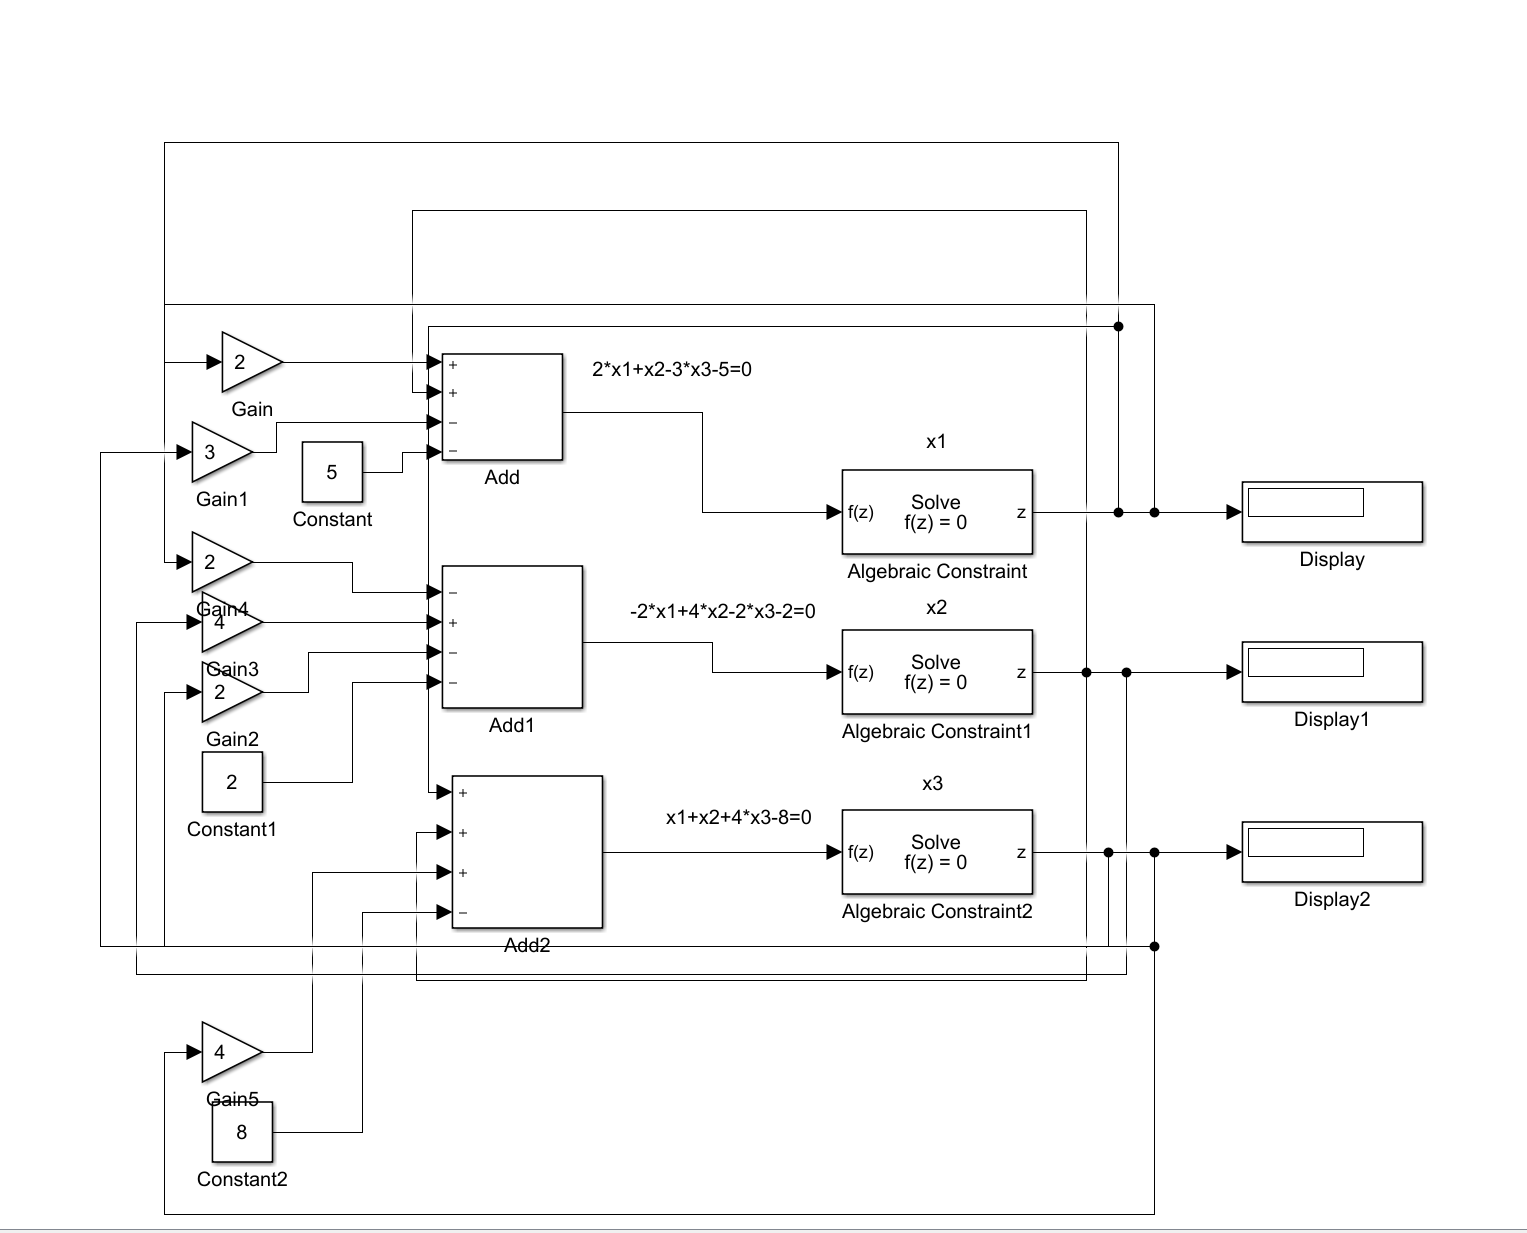 2
+
+
−
−
2*x1+x2-3*x3-5=0
Gain
3
Gain1
5
Constant
Add
x1
f(z)
Solve
f(z) = 0
z
Algebraic Constraint
Display
2
Gain4
4
Gain3
2
Gain2
−
+
−
−
Add1
-2*x1+4*x2-2*x3-2=0
x2
f(z)
Solve
f(z) = 0
z
Algebraic Constraint1
Display1
2
Constant1
+
+
+
−
Add2
x1+x2+4*x3-8=0
x3
f(z)
Solve
f(z) = 0
z
Algebraic Constraint2
Display2
4
Gain5
8
Constant2